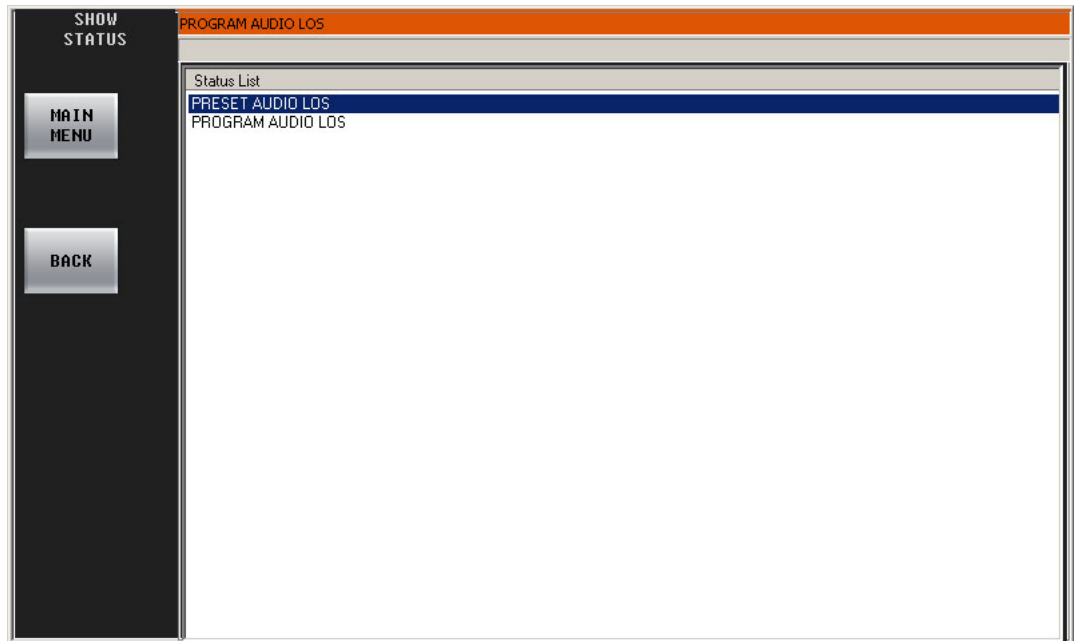 SHOW
STATUS
PROGRAM AUDIO LOS
MAIN
MENU
BACK
Status List
PRESET AUDIO LOS
PROGRAM AUDIO LOS